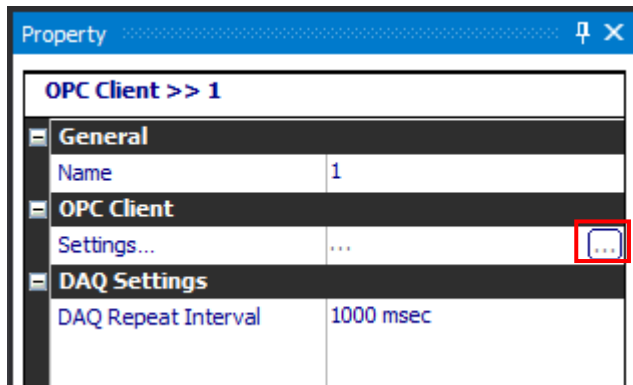 Property
OPC Client >> 1
General
Name 1
OPC Client
Settings... ... ...
DAQ Settings
DAQ Repeat Interval 1000 msec